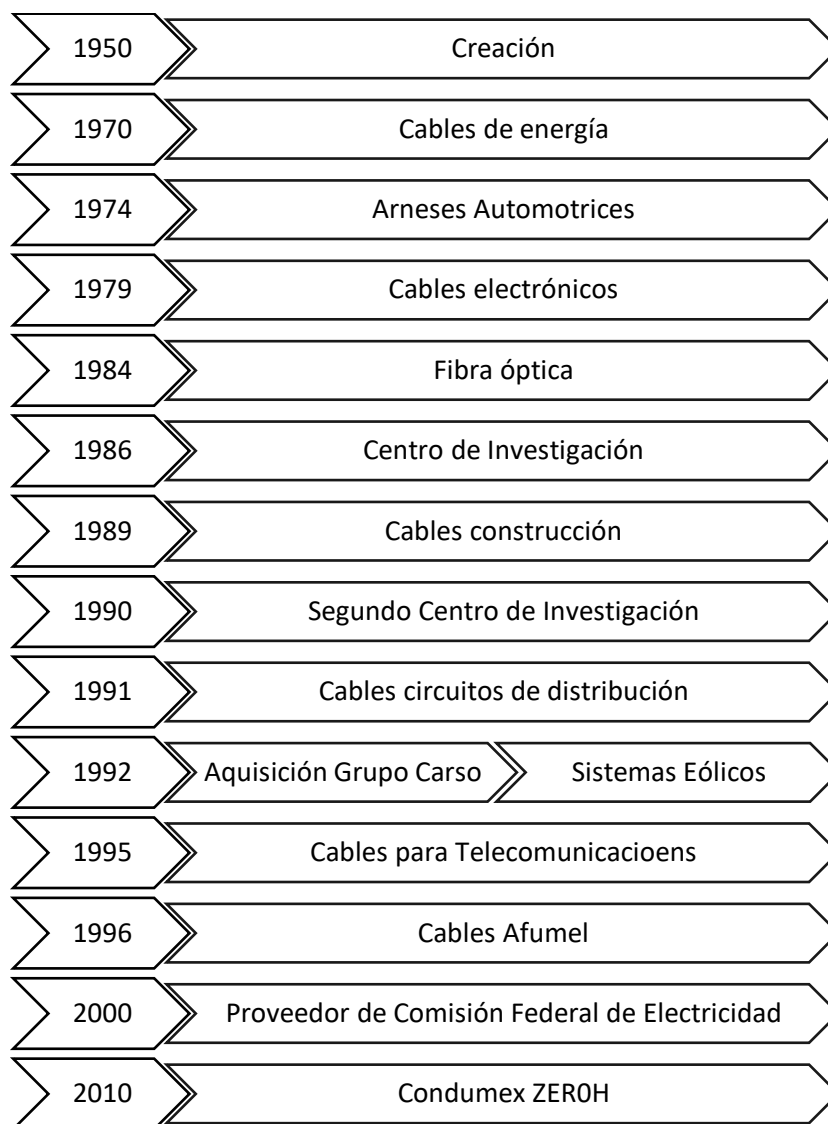 1950 Creación
1970 Cables de energía
1974 Arneses Automotrices
1979 Cables electrónicos
1984 Fibra óptica
1986 Centro de Investigación
1989 Cables construcción
1990 Segundo Centro de Investigación
1991 Cables circuitos de distribución
1992 Aquisición Grupo Carso Sistemas Eólicos
1995 Cables para Telecomunicacioens
1996 Cables Afumel
2000 Proveedor de Comisión Federal de Electricidad
2010 Condumex ZER0H